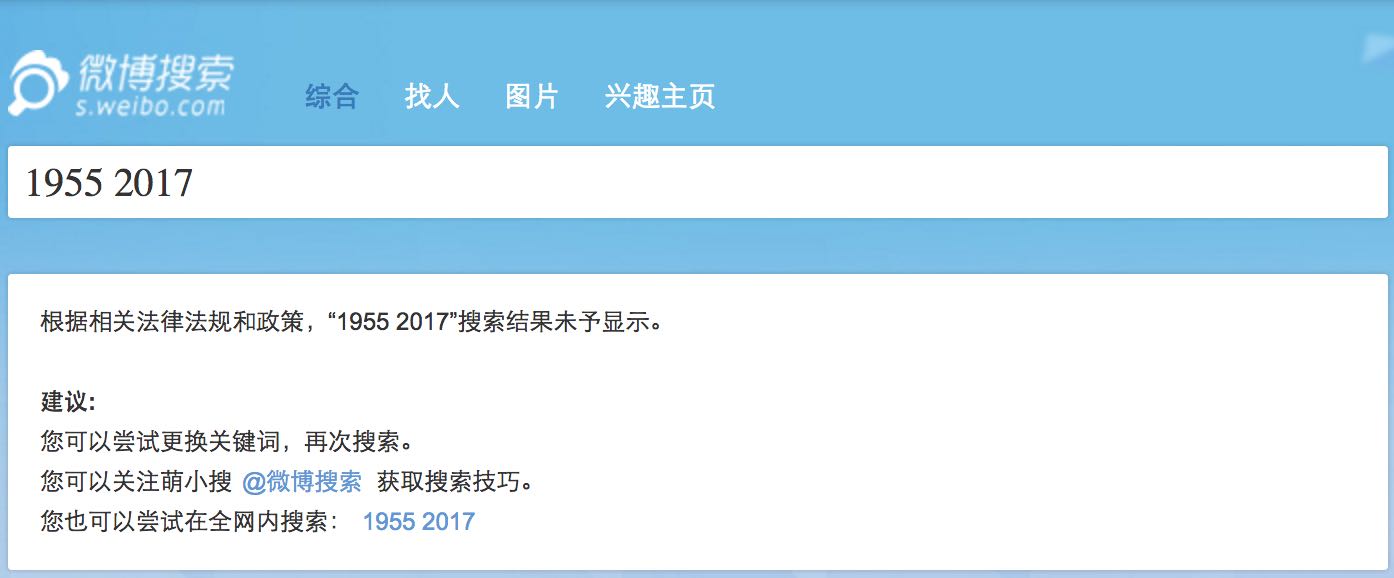 微博搜索
s.weibo.com
综合 找人 图片 兴趣主页
1955 2017
根据相关法律法规和政策，“1955 2017”搜索结果未予显示。
建议:
您可以尝试更换关键词，再次搜索。
您可以关注萌小搜 @微博搜索 获取搜索技巧。
您也可以尝试在全网内搜索： 1955 2017